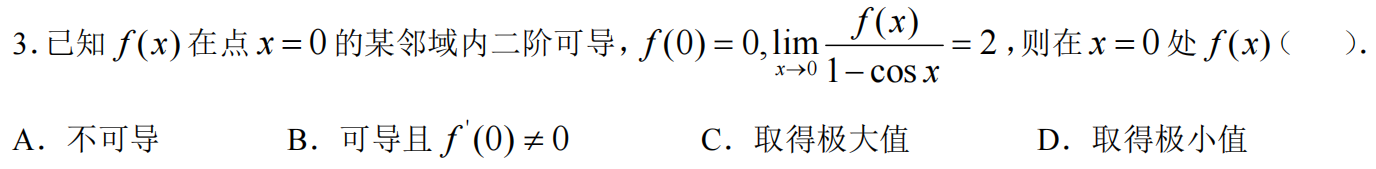 3.已知 f(x) 在点 x=0 的某邻域内二阶可导，f(0)=0,lim_{x→0} f(x)/(1−cos x)=2，则在 x=0 处 f(x)（　　）.
A．不可导　　B．可导且 f'(0)≠0　　C．取得极大值　　D．取得极小值